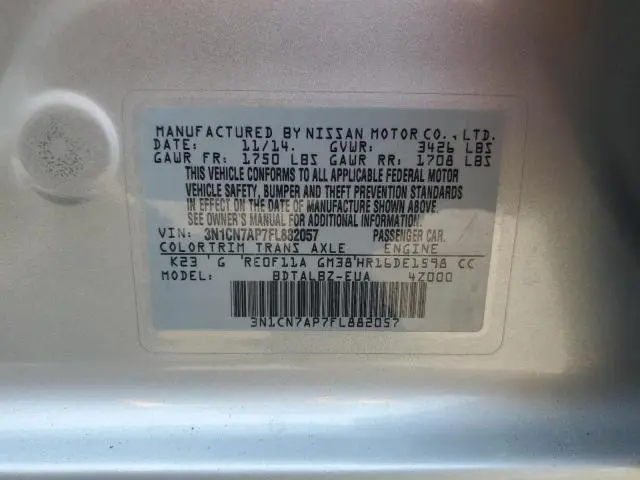 MANUFACTURED BY NISSAN MOTOR CO., LTD.
DATE: 11/14. GVWR: 3426 LBS
GAWR FR: 1750 LBS GAWR RR: 1708 LBS
THIS VEHICLE CONFORMS TO ALL APPLICABLE FEDERAL MOTOR
VEHICLE SAFETY, BUMPER AND THEFT PREVENTION STANDARDS
IN EFFECT ON THE DATE OF MANUFACTURE SHOWN ABOVE.
SEE OWNER'S MANUAL FOR ADDITIONAL INFORMATION.
VIN: 3N1CN7AP7FL882057 PASSENGER CAR.
COLOR TRIM TRANS AXLE ENGINE
K23 'G 'RE0F11A GM38'HR16DE1598 CC
MODEL: BDTALBZ-EUA 4Z000
3N1CN7AP7FL882057